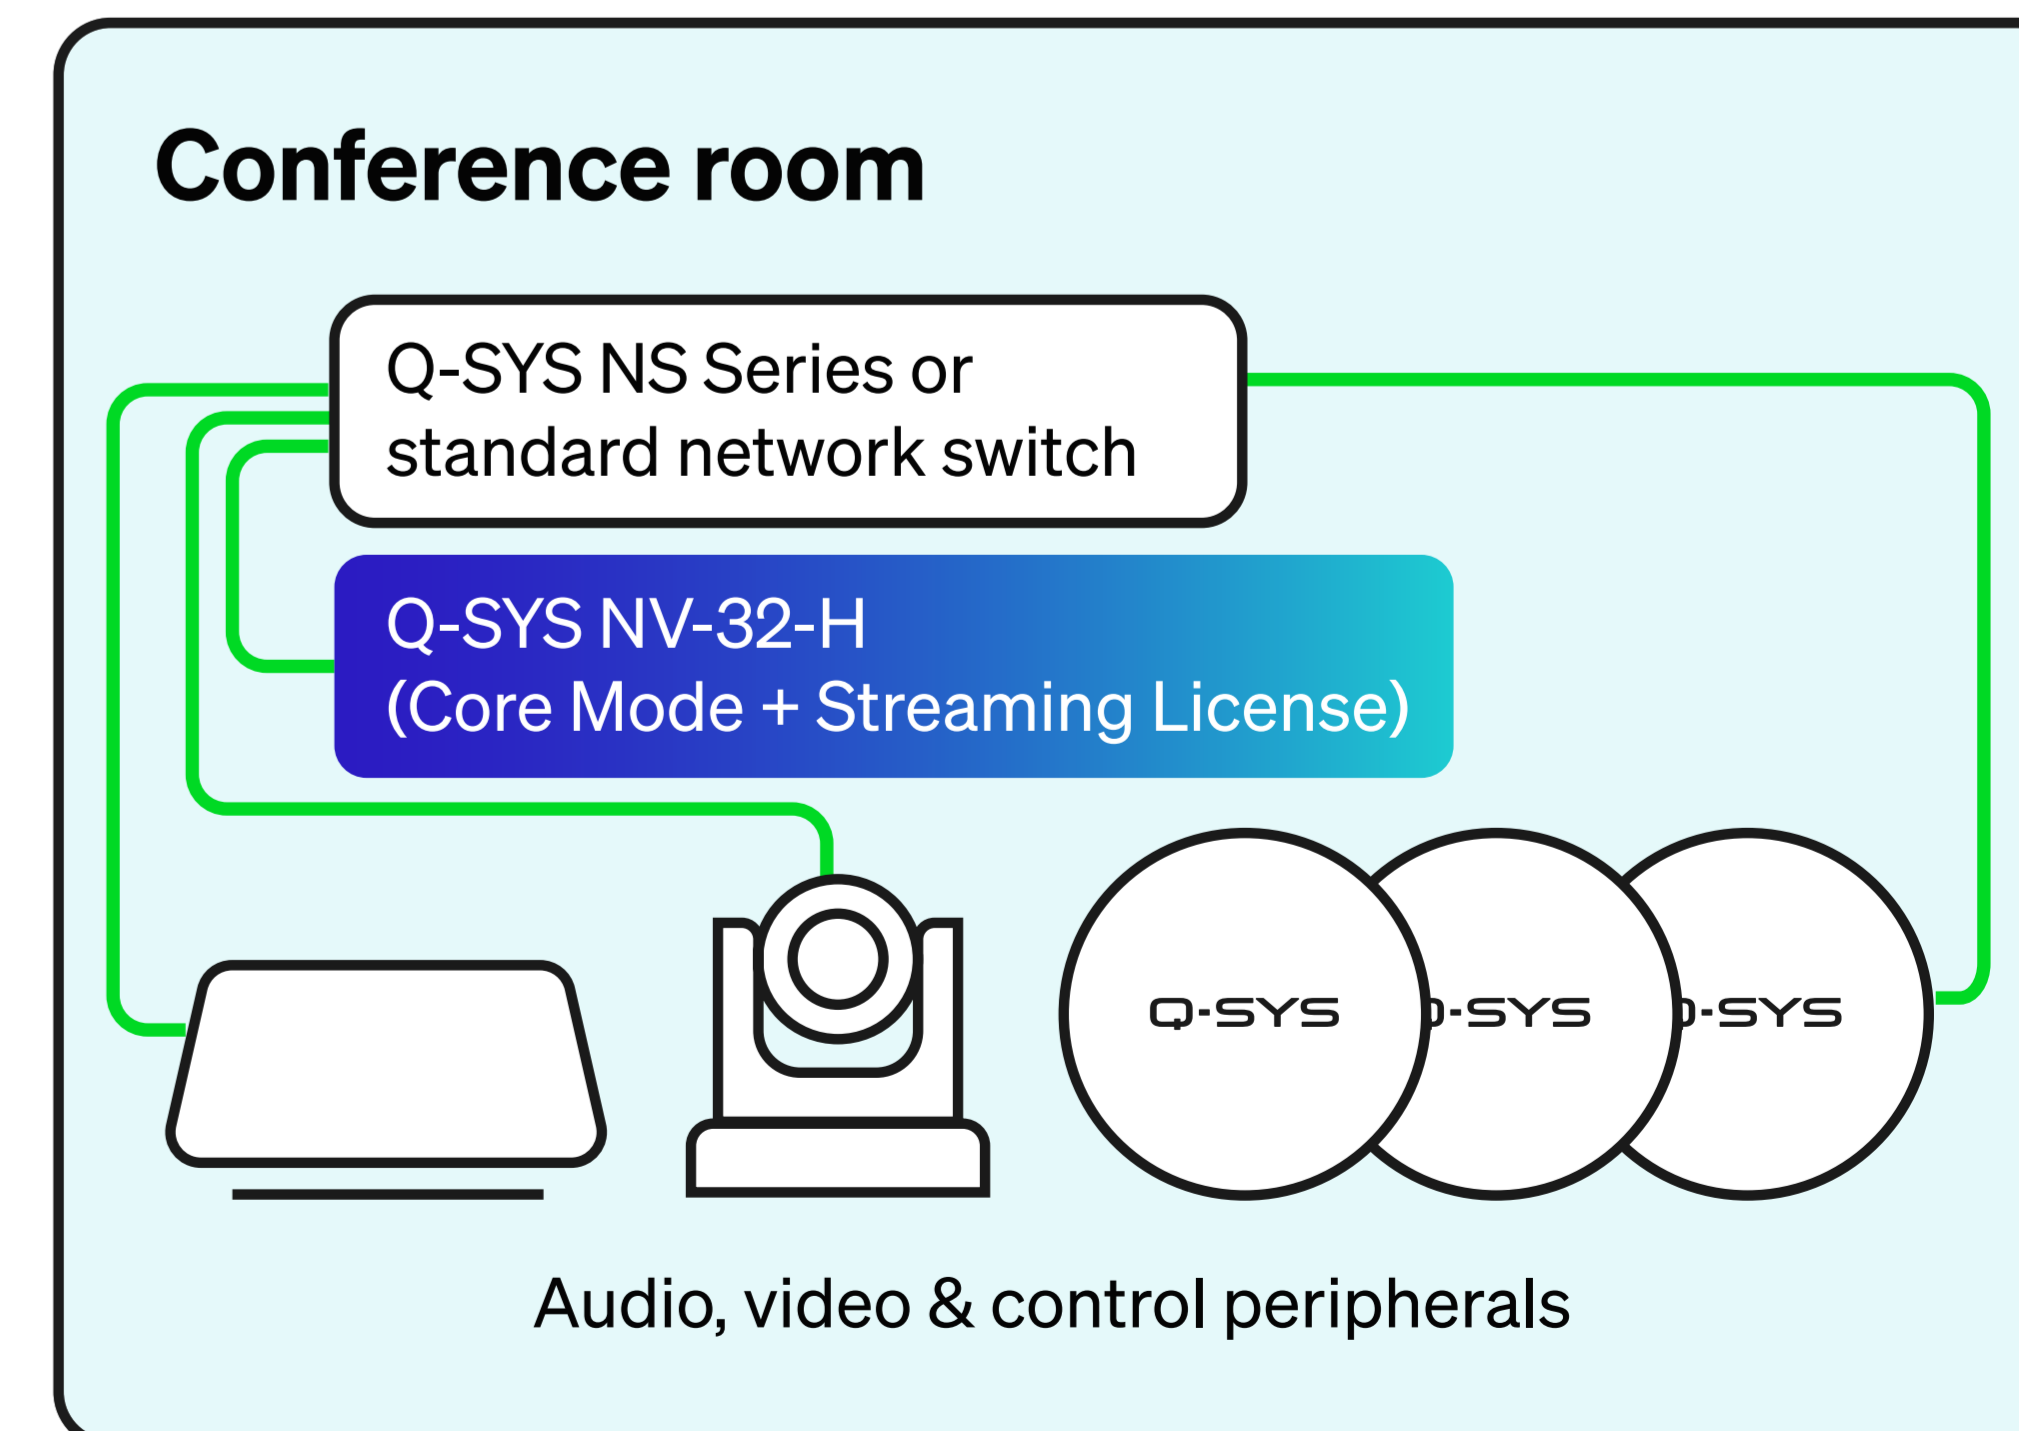 Conference room
Q-SYS NS Series or
standard network switch
Q-SYS NV-32-H
(Core Mode + Streaming License)
Q-SYS
-SYS
-SYS
Audio, video & control peripherals